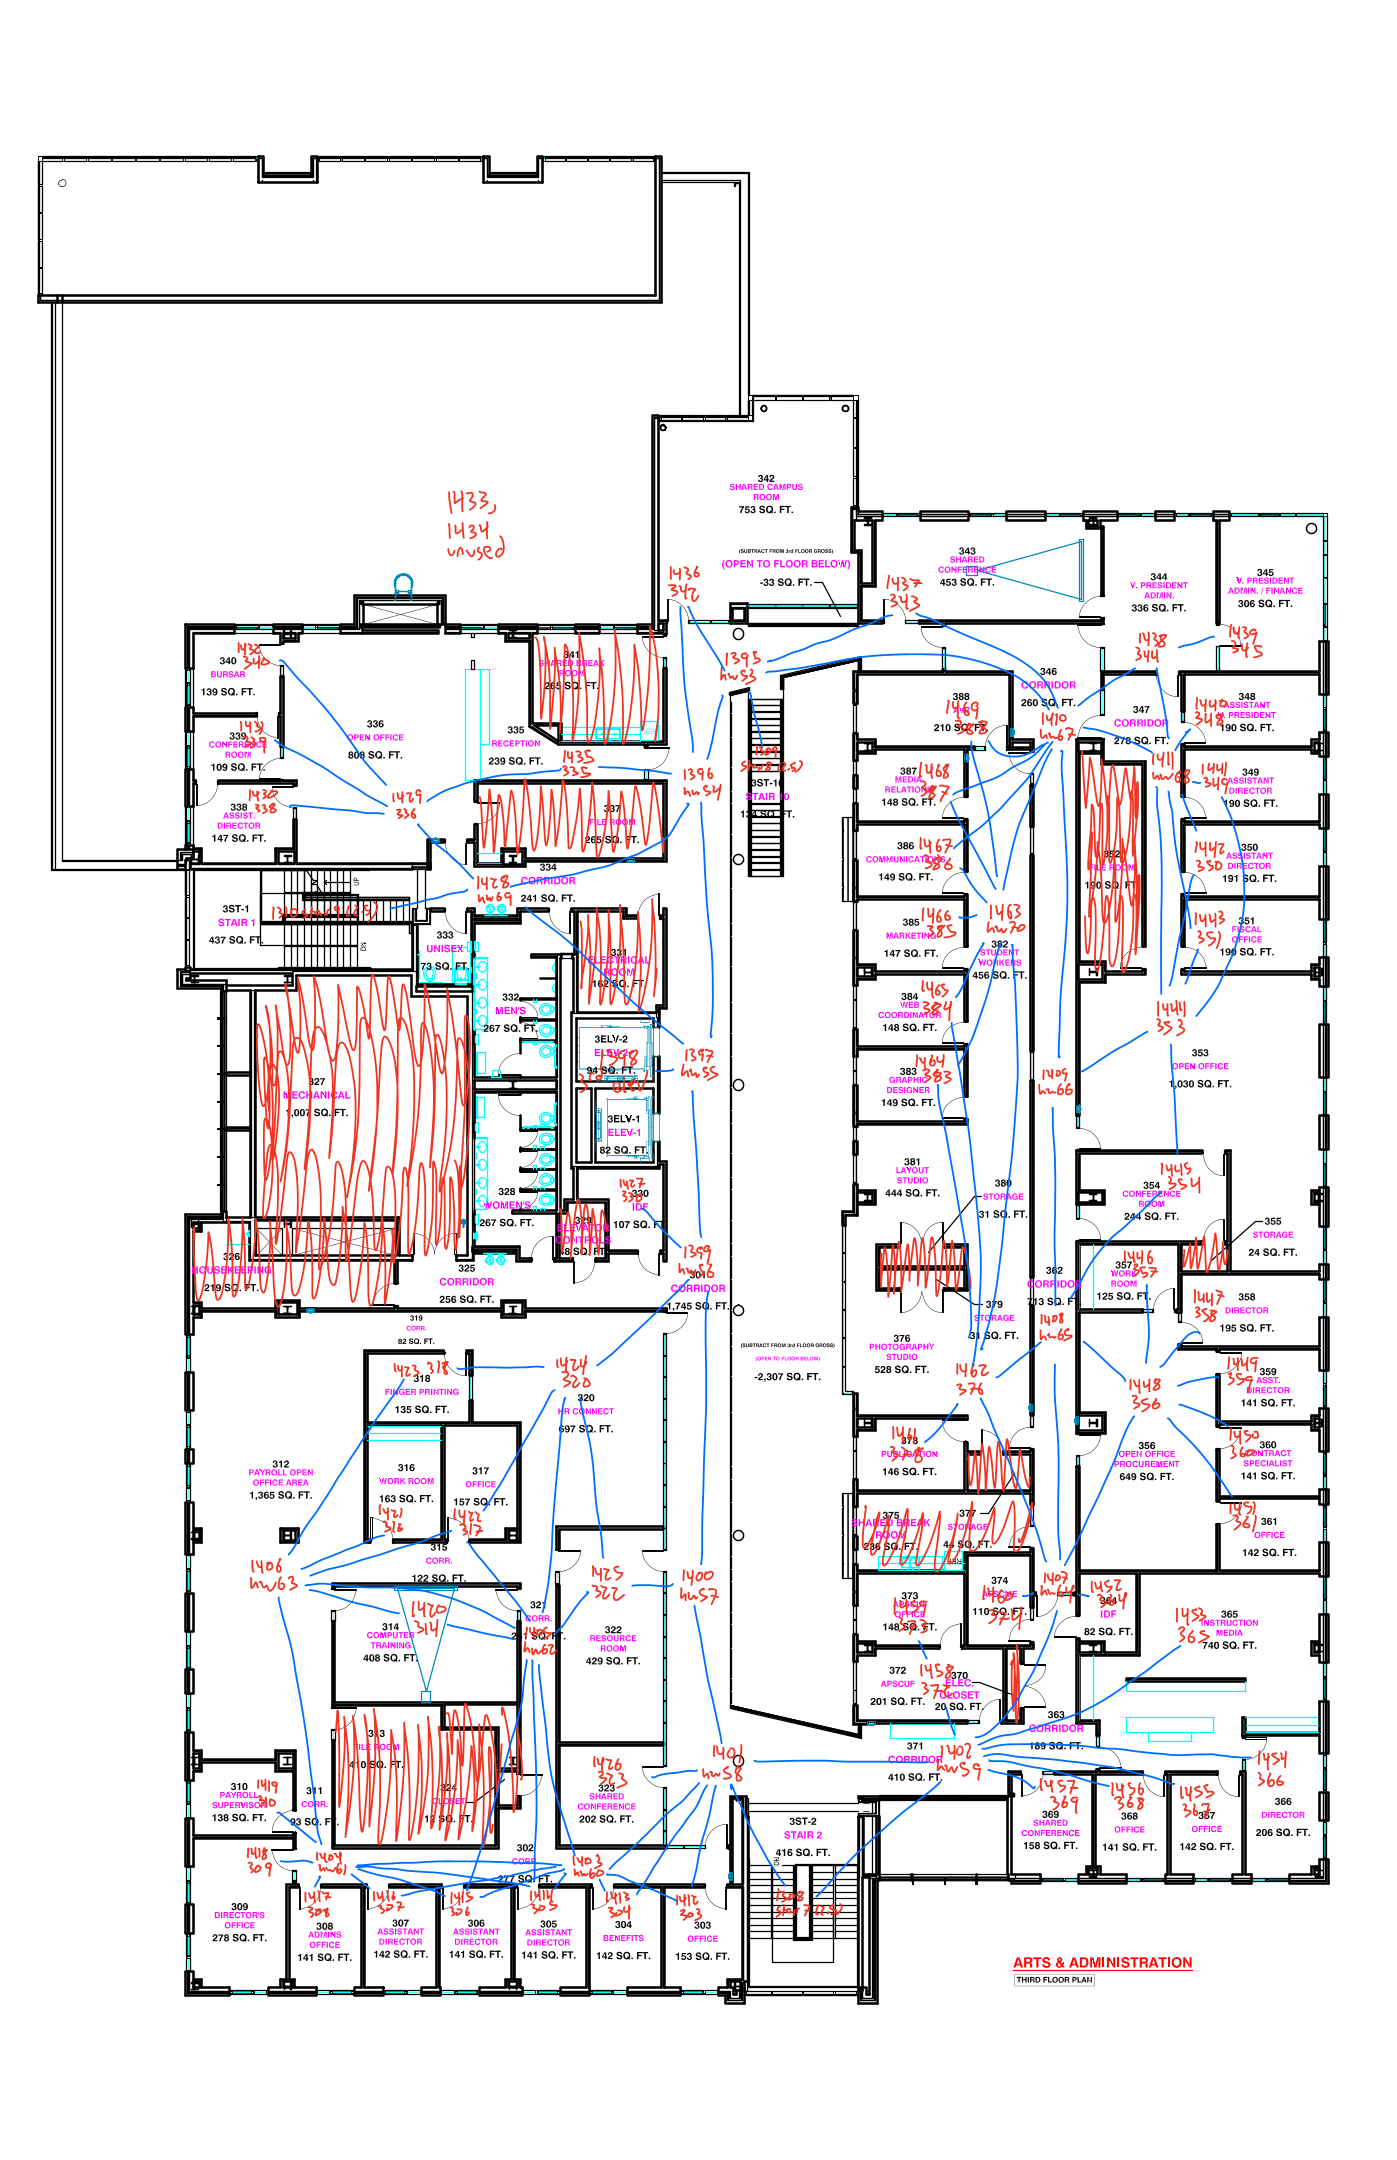 1433,
1434
unused
342
SHARED CAMPUS
ROOM
753 SQ. FT.
(SUBTRACT FROM 3rd FLOOR GROSS)
(OPEN TO FLOOR BELOW)
-33 SQ. FT.
1436
342
1437
343
343
SHARED
CONFERENCE
453 SQ. FT.
344
V. PRESIDENT
ADMIN.
336 SQ. FT.
345
V. PRESIDENT
ADMIN. / FINANCE
306 SQ. FT.
1438
344
1439
345
1432
340
340
BURSAR
139 SQ. FT.
341
SHARED BREAK
ROOM
265 SQ. FT.
1395
hw53
346
CORRIDOR
260 SQ. FT.
347
CORRIDOR
278 SQ. FT.
1440
348
348
ASSISTANT
V. PRESIDENT
190 SQ. FT.
388
210 SQ. FT.
1469
388
1410
hw67
1431
339
339
CONFERENCE
ROOM
109 SQ. FT.
336
OPEN OFFICE
806 SQ. FT.
335
RECEPTION
239 SQ. FT.
1435
335
1396
hw54
1309
3ST-10
STAIR 10
134 SQ. FT.
387
MEDIA
RELATIONS
148 SQ. FT.
1468
387
1411
hw68
1441
349
349
ASSISTANT
DIRECTOR
190 SQ. FT.
1430
338
338
ASSIST.
DIRECTOR
147 SQ. FT.
1429
336
337
FILE ROOM
265 SQ. FT.
386
COMMUNICATIONS
149 SQ. FT.
1467
386
352
FILE ROOM
190 SQ. FT.
1442
350
350
ASSISTANT
DIRECTOR
191 SQ. FT.
334
CORRIDOR
241 SQ. FT.
1428
hw69
3ST-1
STAIR 1
437 SQ. FT.
UP
DN
1466
385
385
MARKETING
147 SQ. FT.
1463
hw70
382
STUDENT
WORKERS
456 SQ. FT.
1443
351
351
FISCAL
OFFICE
199 SQ. FT.
333
UNISEX
73 SQ. FT.
331
ELECTRICAL
ROOM
162 SQ. FT.
332
MEN'S
267 SQ. FT.
1465
384
384
WEB
COORDINATOR
148 SQ. FT.
1444
353
353
OPEN OFFICE
1,030 SQ. FT.
3ELV-2
ELEV-2
94 SQ. FT.
1398
1397
hw55
1464
383
383
GRAPHIC
DESIGNER
149 SQ. FT.
1409
hw66
327
MECHANICAL
1,007 SQ. FT.
3ELV-1
ELEV-1
82 SQ. FT.
381
LAYOUT
STUDIO
444 SQ. FT.
380
STORAGE
31 SQ. FT.
1445
354
354
CONFERENCE
ROOM
244 SQ. FT.
328
WOMEN'S
267 SQ. FT.
1427
330
330
IDF
107 SQ. FT.
329
ELEVATOR
CONTROLS
48 SQ. FT.
355
STORAGE
24 SQ. FT.
326
HOUSEKEEPING
219 SQ. FT.
325
CORRIDOR
256 SQ. FT.
1399
hw56
301
CORRIDOR
1,745 SQ. FT.
362
CORRIDOR
713 SQ. FT.
1446
357
357
WORK
ROOM
125 SQ. FT.
1447
358
358
DIRECTOR
195 SQ. FT.
379
STORAGE
31 SQ. FT.
1408
hw65
319
CORR.
82 SQ. FT.
376
PHOTOGRAPHY
STUDIO
528 SQ. FT.
(SUBTRACT FROM 3rd FLOOR GROSS)
(OPEN TO FLOOR BELOW)
-2,307 SQ. FT.
1423 318
318
FINGER PRINTING
135 SQ. FT.
1424
320
320
HR CONNECT
697 SQ. FT.
1462
376
1448
356
1449
359
359
ASST.
DIRECTOR
141 SQ. FT.
1461
378
378
PUBLICATION
146 SQ. FT.
356
OPEN OFFICE
PROCUREMENT
649 SQ. FT.
1450
360
360
CONTRACT
SPECIALIST
141 SQ. FT.
312
PAYROLL OPEN
OFFICE AREA
1,365 SQ. FT.
316
WORK ROOM
163 SQ. FT.
317
OFFICE
157 SQ. FT.
1421
316
1422
317
375
SHARED BREAK
ROOM
236 SQ. FT.
REF.
377
STORAGE
44 SQ. FT.
1451
361
361
OFFICE
142 SQ. FT.
315
CORR.
122 SQ. FT.
1406
hw63
1425
322
1400
hw57
1407
hw64
1452
364
364
IDF
82 SQ. FT.
374
110 SQ. FT.
1460
374
373
OFFICE
148 SQ. FT.
1459
373
1420
314
314
COMPUTER
TRAINING
408 SQ. FT.
321
CORR.
1405
hw62
322
RESOURCE
ROOM
429 SQ. FT.
1453
365
365
INSTRUCTION
MEDIA
740 SQ. FT.
372
APSCUF
201 SQ. FT.
1458
372
370
ELEC.
CLOSET
20 SQ. FT.
363
CORRIDOR
189 SQ. FT.
313
FILE ROOM
410 SQ. FT.
371
CORRIDOR
410 SQ. FT.
1401
hw58
1402
hw59
1454
366
310
PAYROLL
SUPERVISOR
138 SQ. FT.
1419
310
311
CORR.
93 SQ. FT.
324
CLOSET
1426
323
323
SHARED
CONFERENCE
202 SQ. FT.
1457
369
369
SHARED
CONFERENCE
158 SQ. FT.
1456
368
368
OFFICE
141 SQ. FT.
1455
367
367
OFFICE
142 SQ. FT.
366
DIRECTOR
206 SQ. FT.
3ST-2
STAIR 2
416 SQ. FT.
DN
1418
309
1404
hw61
302
CORR.
277 SQ. FT.
1403
hw60
1417
308
1416
307
1415
306
1414
305
1413
304
1412
303
1308
309
DIRECTOR'S
OFFICE
278 SQ. FT.
308
ADMINS
OFFICE
141 SQ. FT.
307
ASSISTANT
DIRECTOR
142 SQ. FT.
306
ASSISTANT
DIRECTOR
141 SQ. FT.
305
ASSISTANT
DIRECTOR
141 SQ. FT.
304
BENEFITS
142 SQ. FT.
303
OFFICE
153 SQ. FT.
ARTS & ADMINISTRATION
THIRD FLOOR PLAN